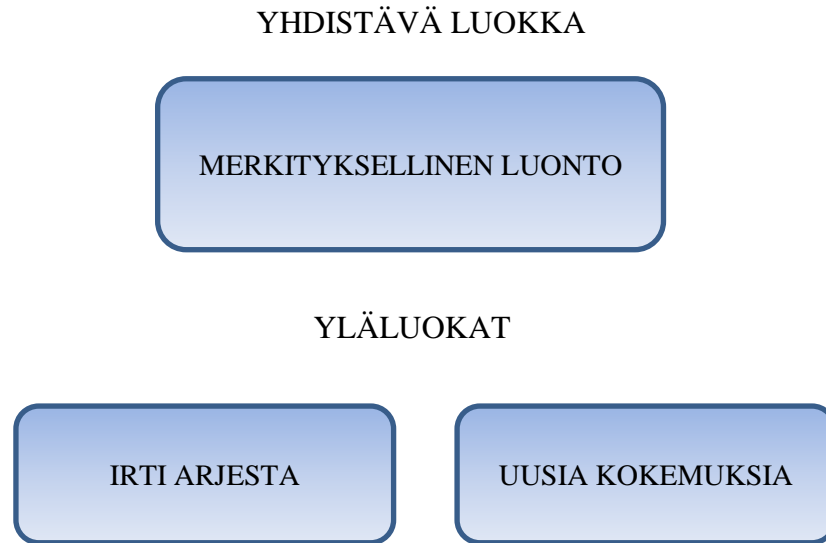 YHDISTÄVÄ LUOKKA
MERKITYKSELLINEN LUONTO
YLÄLUOKAT
IRTI ARJESTA
UUSIA KOKEMUKSIA